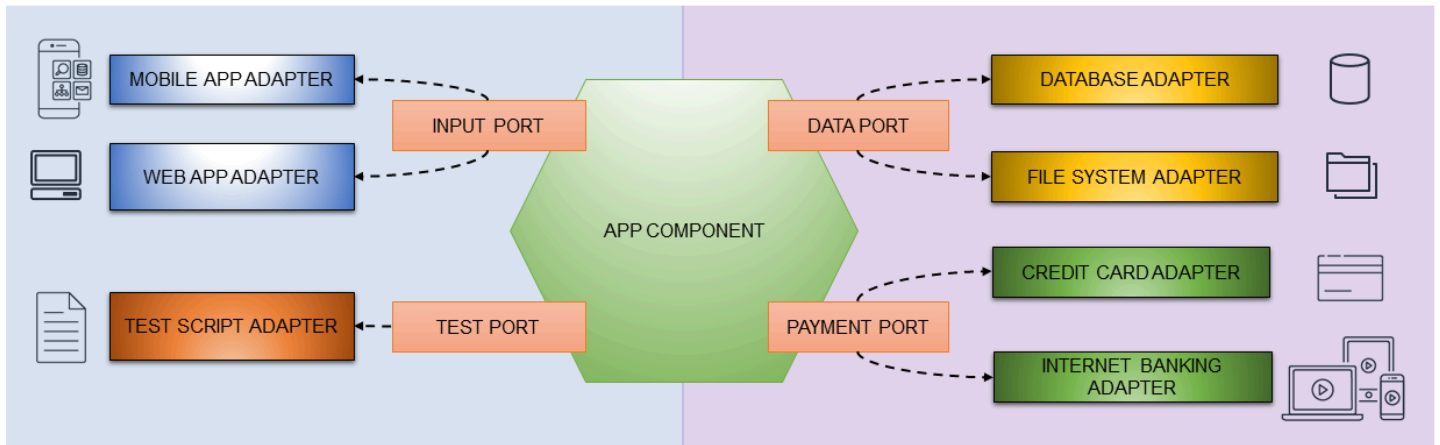 MOBILE APP ADAPTER
INPUT PORT
WEB APP ADAPTER
TEST SCRIPT ADAPTER
TEST PORT
APP COMPONENT
DATA PORT
DATABASE ADAPTER
FILE SYSTEM ADAPTER
PAYMENT PORT
CREDIT CARD ADAPTER
INTERNET BANKING
ADAPTER